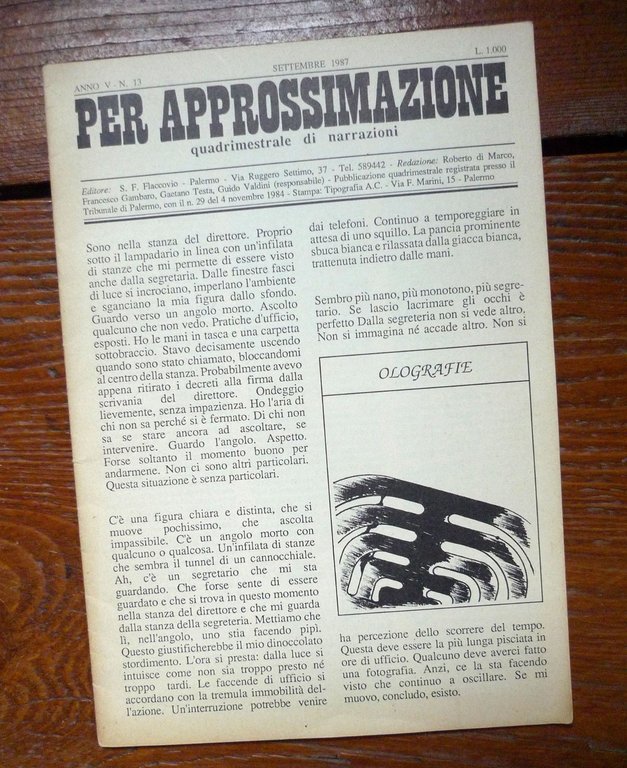 ANNO V - N. 13
SETTEMBRE 1987
L. 1.000
PER APPROSSIMAZIONE
quadrimestrale di narrazioni
Editore: S. F. Flaccovio - Palermo - Via Ruggero Settimo, 37 - Tel. 589442 - Redazione: Roberto di Marco,
Francesco Gambaro, Gaetano Testa, Guido Valdini (responsabile) - Pubblicazione quadrimestrale registrata presso il
Tribunale di Palermo, con il n. 29 del 4 novembre 1984 - Stampa: Tipografia A.C. - Via F. Marini, 15 - Palermo
Sono nella stanza del direttore. Proprio
sotto il lampadario in linea con un'infilata
di stanze che mi permette di essere visto
anche dalla segretaria. Dalle finestre fasci
di luce si incrociano, imperlano l'ambiente
e sganciano la mia figura dallo sfondo.
Guardo verso un angolo morto. Ascolto
qualcuno che non vedo. Pratiche d'ufficio,
esposti. Ho le mani in tasca e una carpetta
sottobraccio. Stavo decisamente uscendo
quando sono stato chiamato, bloccandomi
al centro della stanza. Probabilmente avevo
appena ritirato i decreti alla firma dalla
scrivania del direttore. Ondeggio
lievemente, senza impazienza. Ho l'aria di
chi non sa perché si è fermato. Di chi non
sa se stare ancora ad ascoltare, se
intervenire. Guardo l'angolo. Aspetto.
Forse soltanto il momento buono per
andarmene. Non ci sono altri particolari.
Questa situazione è senza particolari.
C'è una figura chiara e distinta, che si
muove pochissimo, che ascolta
impassibile. C'è un angolo morto con
qualcuno o qualcosa. Un'infilata di stanze
che sembra il tunnel di un cannocchiale.
Ah, c'è un segretario che mi sta
guardando. Che forse sente di essere
guardato e che si trova in questo momento
nella stanza del direttore e che mi guarda
dalla stanza della segreteria. Mettiamo che
lì, nell'angolo, uno stia facendo pipì.
Questo giustificherebbe il mio dinoccolato
stordimento. L'ora si presta: dalla luce si
intuisce come non sia troppo presto né
troppo tardi. Le faccende di ufficio si
accordano con la tremula immobilità del-
l'azione. Un'interruzione potrebbe venire
dai telefoni. Continuo a temporeggiare in
attesa di uno squillo. La pancia prominente
sbuca bianca e rilassata dalla giacca bianca,
trattenuta indietro dalle mani.
Sembro più nano, più monotono, più segre-
tario. Se lascio lacrimare gli occhi è
perfetto Dalla segreteria non si vede altro.
Non si immagina né accade altro. Non si
OLOGRAFIE
ha percezione dello scorrere del tempo.
Questa deve essere la più lunga pisciata in
ore di ufficio. Qualcuno deve averci fatto
una fotografia. Anzi, ce la sta facendo
visto che continuo a oscillare. Se mi
muovo, concludo, esisto.